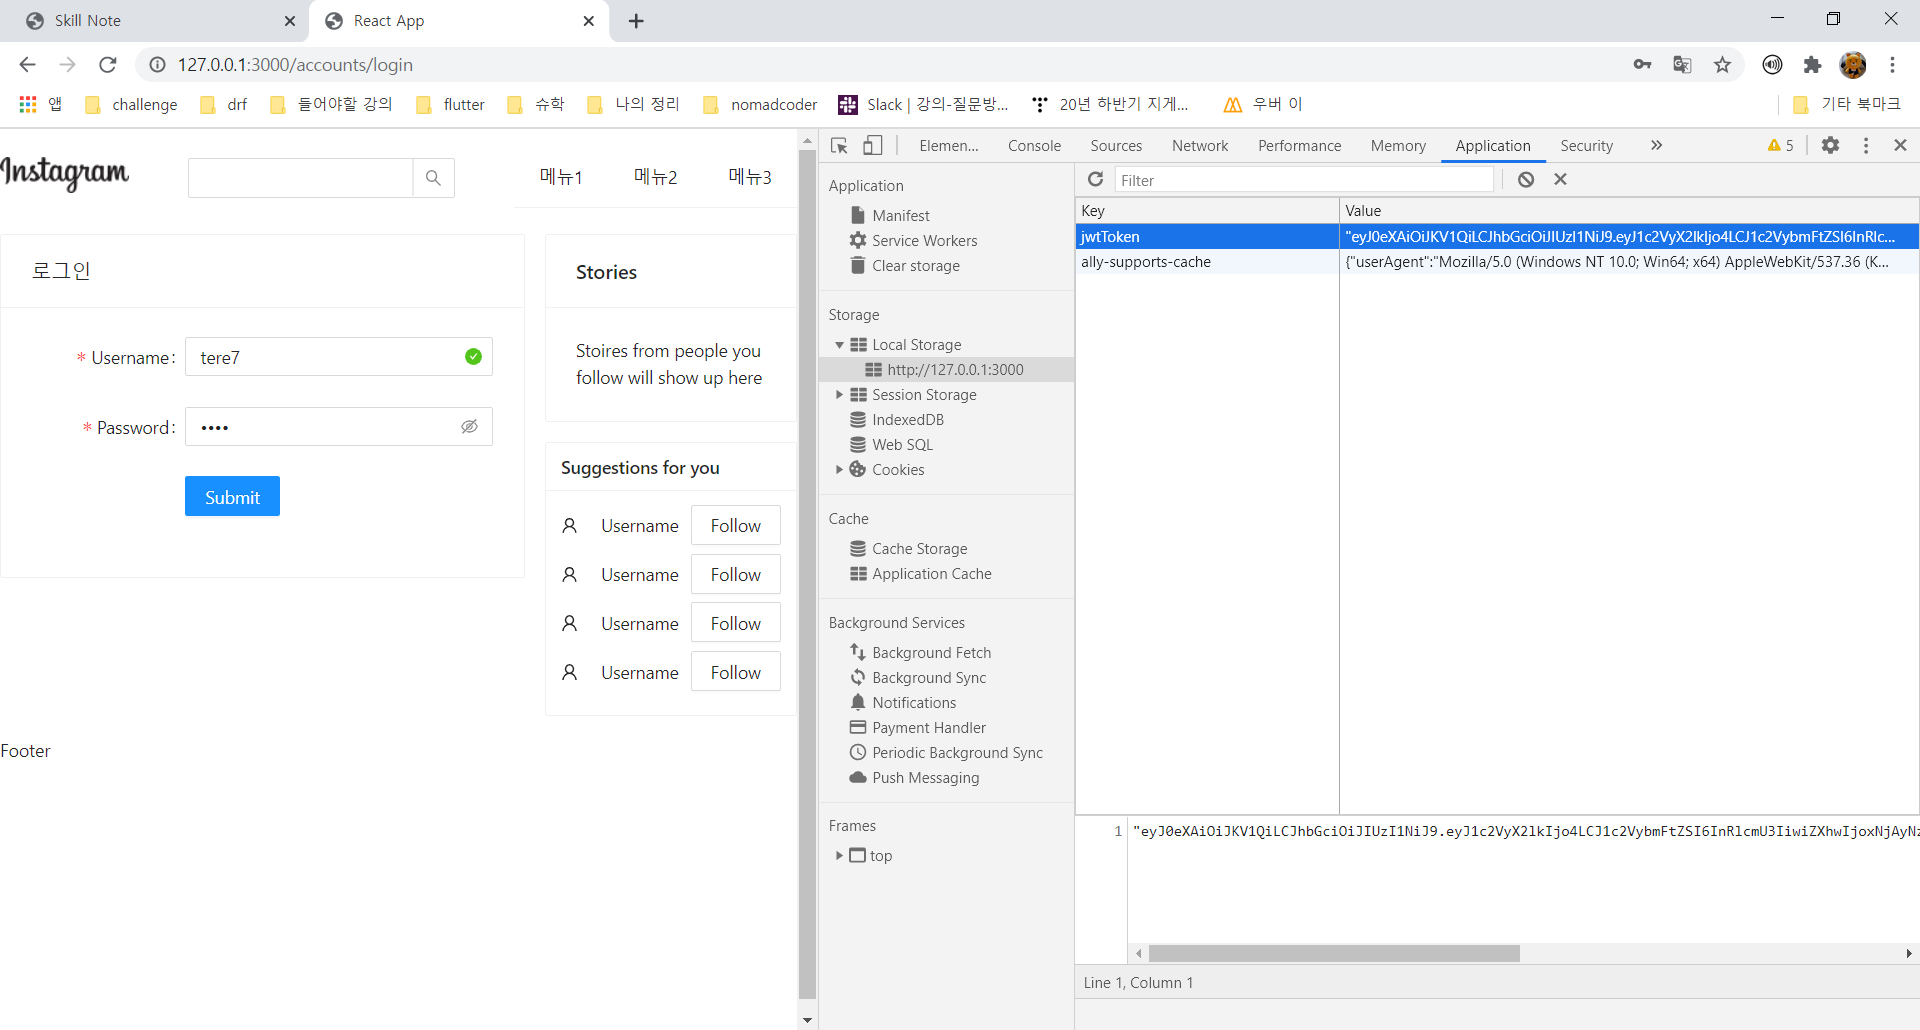 Skill Note
React App
127.0.0.1:3000/accounts/login
앱
challenge
drf
들어야할 강의
flutter
슈학
나의 정리
nomadcoder
Slack | 강의-질문방...
20년 하반기 지게...
우버 이
기타 북마크
Instagram
메뉴1
메뉴2
메뉴3
로그인
* Username:
tere7
* Password:
••••
Submit
Stories
Stoires from people you
follow will show up here
Suggestions for you
Username Follow
Username Follow
Username Follow
Username Follow
Footer
Elemen...
Console
Sources
Network
Performance
Memory
Application
Security
5
Application
Manifest
Service Workers
Clear storage
Storage
Local Storage
http://127.0.0.1:3000
Session Storage
IndexedDB
Web SQL
Cookies
Cache
Cache Storage
Application Cache
Background Services
Background Fetch
Background Sync
Notifications
Payment Handler
Periodic Background Sync
Push Messaging
Frames
top
Filter
Key Value
jwtToken "eyJ0eXAiOiJKV1QiLCJhbGciOiJIUzI1NiJ9.eyJ1c2VyX2lkIjo4LCJ1c2VybmFtZSI6InRlc...
ally-supports-cache {"userAgent":"Mozilla/5.0 (Windows NT 10.0; Win64; x64) AppleWebKit/537.36 (K...
1 "eyJ0eXAiOiJKV1QiLCJhbGciOiJIUzI1NiJ9.eyJ1c2VyX2lkIjo4LCJ1c2VybmFtZSI6InRlcmU3IiwiZXhwIjoxNjAyNz
Line 1, Column 1